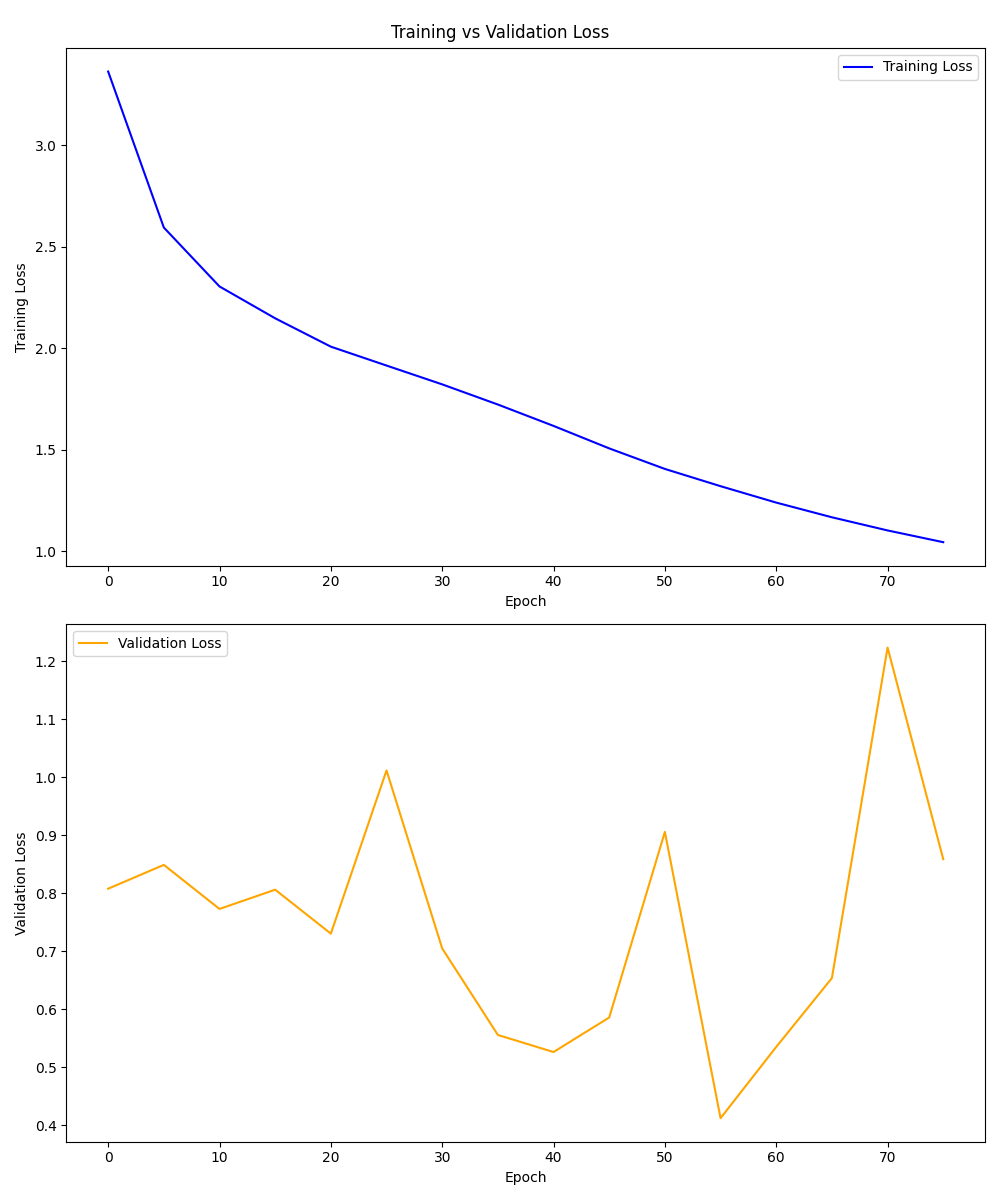 Training vs Validation Loss
Training Loss
3.0
2.5
2.0
1.5
1.0
Training Loss
0 10 20 30 40 50 60 70
Epoch
Validation Loss
1.2
1.1
1.0
0.9
0.8
0.7
0.6
0.5
0.4
Validation Loss
0 10 20 30 40 50 60 70
Epoch